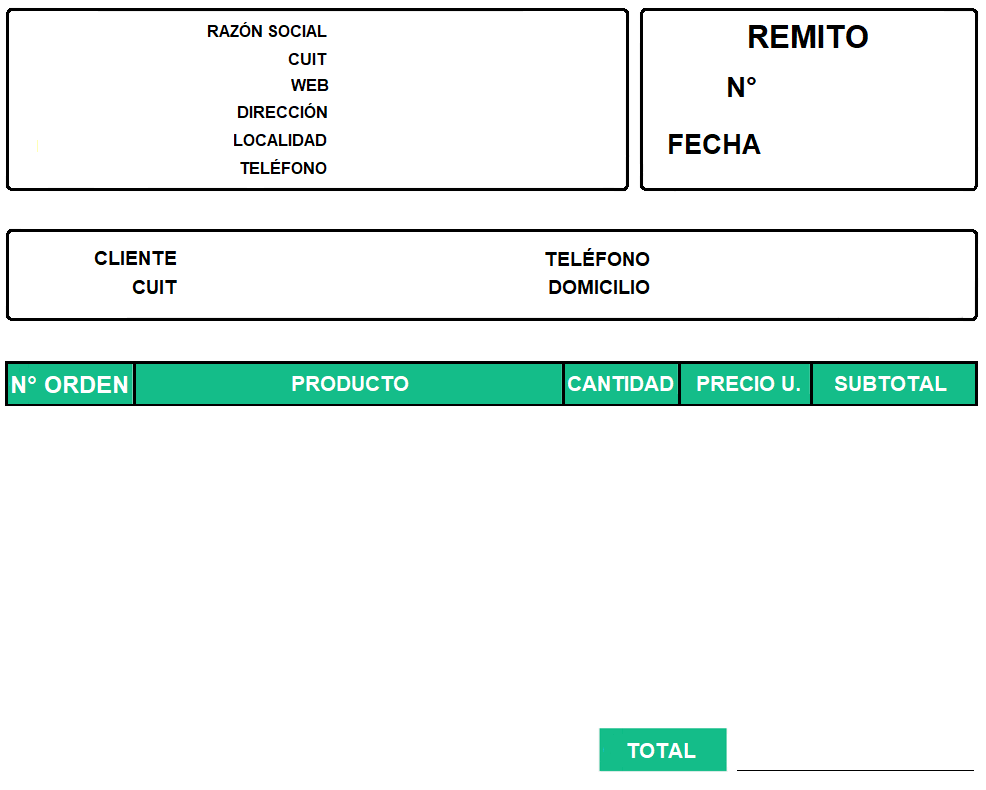 RAZÓN SOCIAL
CUIT
WEB
DIRECCIÓN
LOCALIDAD
TELÉFONO
REMITO
N°
FECHA
CLIENTE
CUIT
TELÉFONO
DOMICILIO
N° ORDEN PRODUCTO CANTIDAD PRECIO U. SUBTOTAL
TOTAL